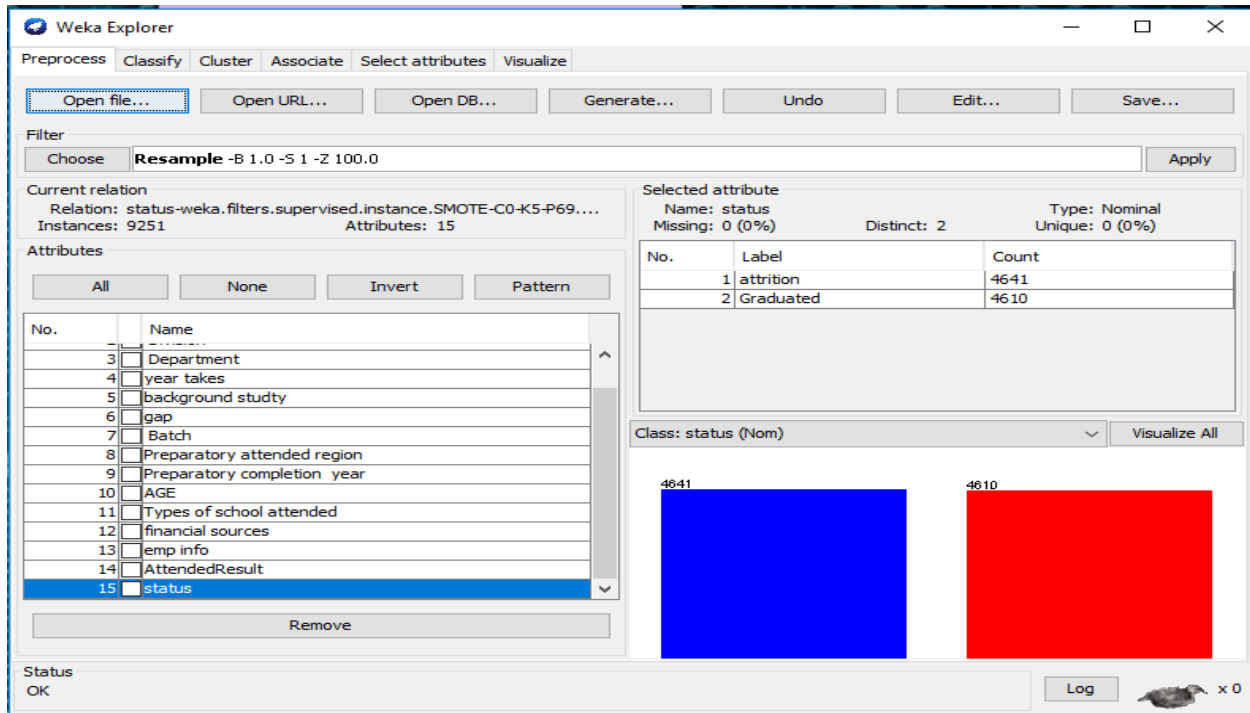 Weka Explorer
Preprocess Classify Cluster Associate Select attributes Visualize
Open file... Open URL... Open DB... Generate... Undo Edit... Save...
Filter
Choose Resample -B 1.0 -S 1 -Z 100.0 Apply
Current relation
Relation: status-weka.filters.supervised.instance.SMOTE-C0-K5-P69....
Instances: 9251 Attributes: 15
Attributes
All None Invert Pattern
No. Name
3 Department
4 year takes
5 background studty
6 gap
7 Batch
8 Preparatory attended region
9 Preparatory completion year
10 AGE
11 Types of school attended
12 financial sources
13 emp info
14 AttendedResult
15 status
Remove
Selected attribute
Name: status Type: Nominal
Missing: 0 (0%) Distinct: 2 Unique: 0 (0%)
No. Label Count
1 attrition 4641
2 Graduated 4610
Class: status (Nom) Visualize All
4641 4610
Status
OK
Log x 0